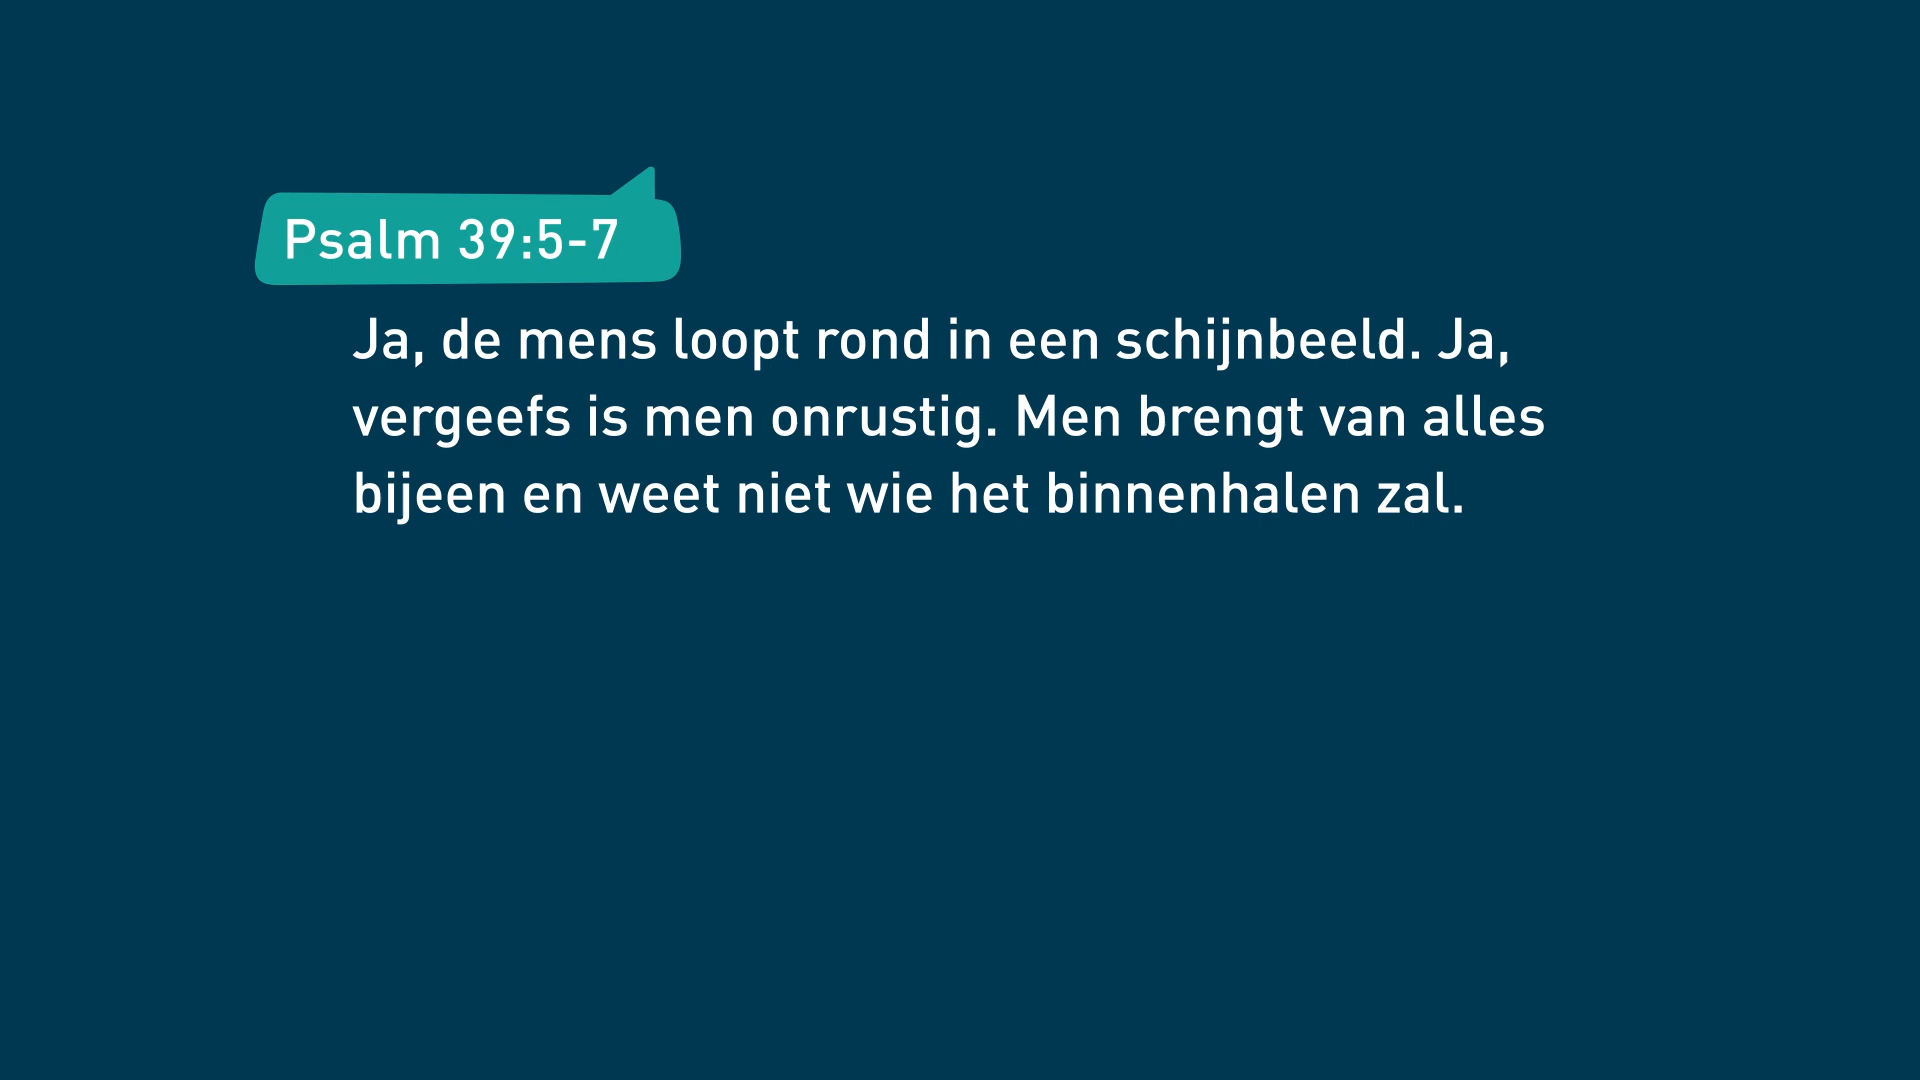 Psalm 39:5-7
Ja, de mens loopt rond in een schijnbeeld. Ja,
vergeefs is men onrustig. Men brengt van alles
bijeen en weet niet wie het binnenhalen zal.